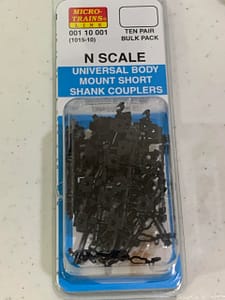 MICRO-
TRAINS®
LINE
001 10 001
(1015-10)
TEN PAIR
BULK PACK
N SCALE
UNIVERSAL BODY
MOUNT SHORT
SHANK COUPLERS